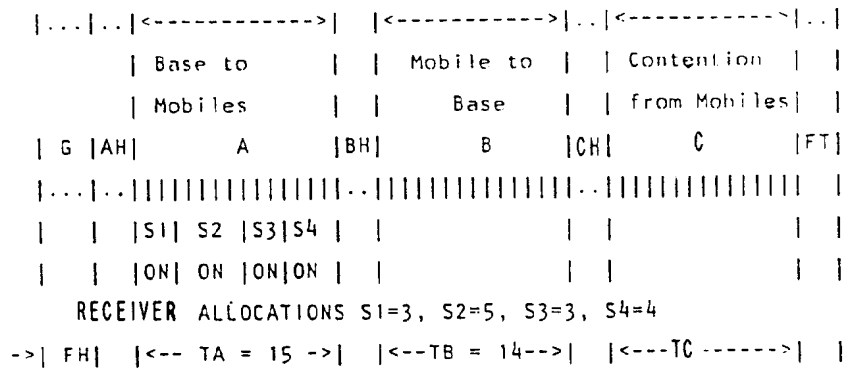 |...|..|<------------->| |<------------>|..|<------------>|..|
| Base to | | Mobile to | | Contention | |
| Mobiles | | Base | | from Mobiles| |
| G |AH| A |BH| B |CH| C |FT|
|...|..||||||||||||||||..|||||||||||||||..|||||||||||||| |
| | |S1| S2 |S3|S4 | | | | | |
| | |ON| ON |ON|ON | | | | | |
RECEIVER ALLOCATIONS S1=3, S2=5, S3=3, S4=4
->| FH| |<-- TA = 15 ->| |<--TB = 14-->| |<---TC ------>| |